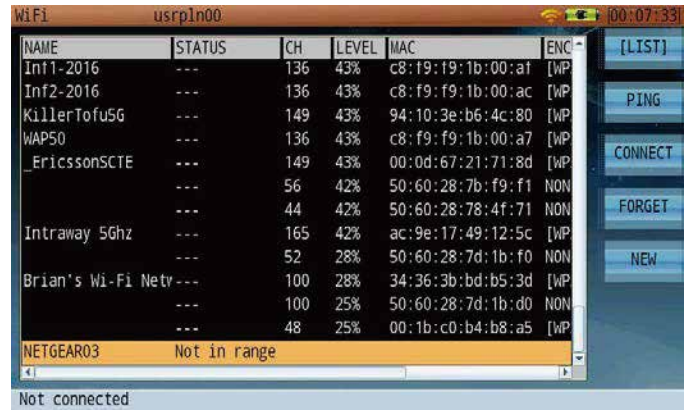 WiFi usrpln00 [00:07:33]
NAME STATUS CH LEVEL MAC ENC
Inf1-2016 --- 136 43% c8:f9:f9:1b:00:af [WP
Inf2-2016 --- 136 43% c8:f9:f9:1b:00:ac [WP
KillerTofu5G --- 149 43% 94:10:3e:b6:4c:80 [WP
WAP50 --- 136 43% c8:f9:f9:1b:00:a7 [WP
_EricssonSCTE --- 149 43% 00:0d:67:21:71:8d [WP
--- 56 42% 50:60:28:7b:f9:f1 NON
--- 44 42% 50:60:28:78:4f:71 NON
Intraway 5Ghz --- 165 42% ac:9e:17:49:12:5c [WP
--- 52 28% 50:60:28:7d:1b:f0 NON
Brian's Wi-Fi Netw --- 100 28% 34:36:3b:bd:b5:3d [WP
--- 100 25% 50:60:28:7d:1b:d0 NON
--- 48 25% 00:1b:c0:b4:b8:a5 [WP
NETGEAR03 Not in range
[LIST]
PING
CONNECT
FORGET
NEW
Not connected